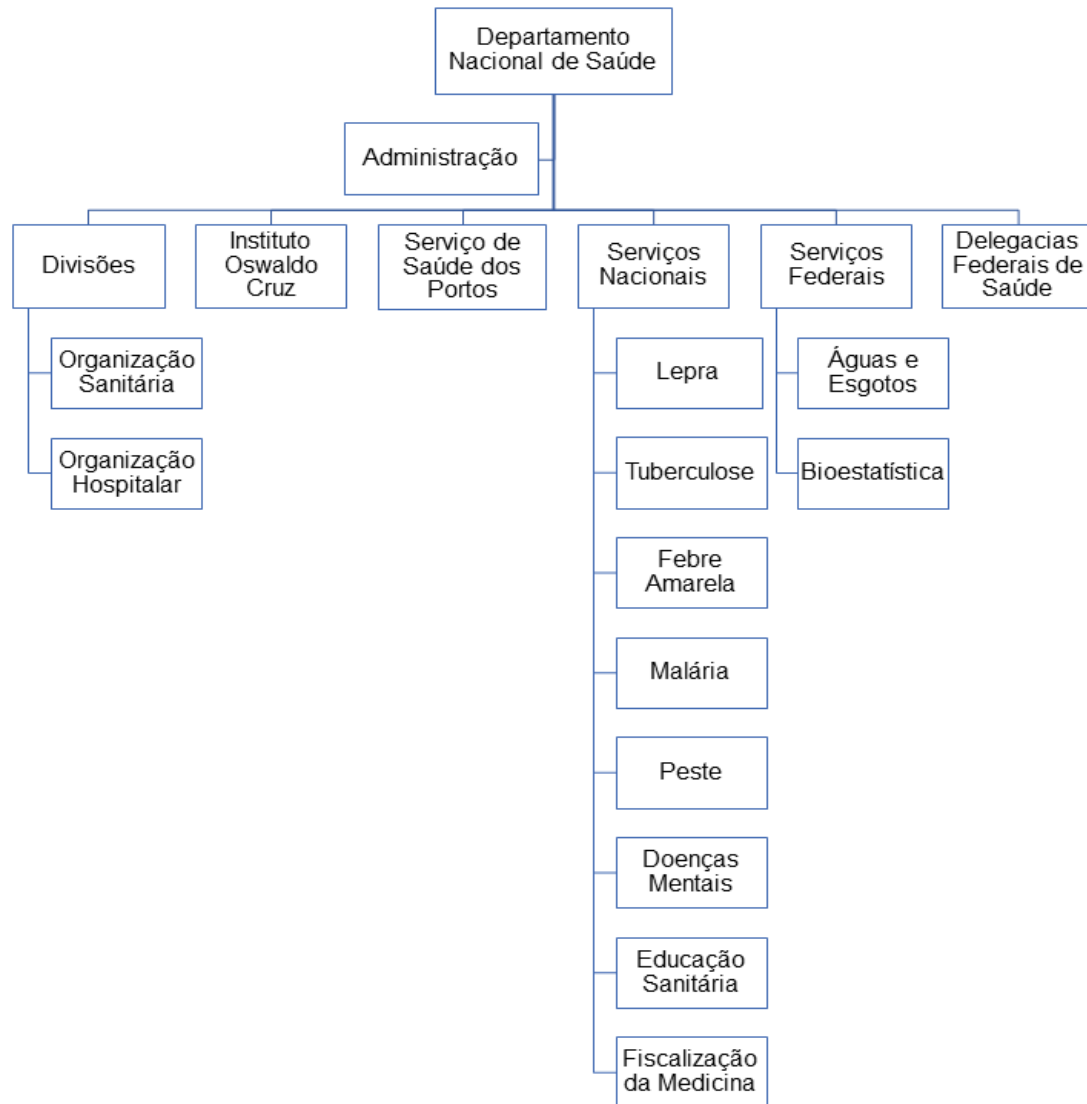 Departamento
Nacional de Saúde
Administração
Divisões
Instituto
Oswaldo
Cruz
Serviço de
Saúde dos
Portos
Serviços
Nacionais
Serviços
Federais
Delegacias
Federais de
Saúde
Organização
Sanitária
Organização
Hospitalar
Lepra
Tuberculose
Febre
Amarela
Malária
Peste
Doenças
Mentais
Educação
Sanitária
Fiscalização
da Medicina
Águas e
Esgotos
Bioestatística